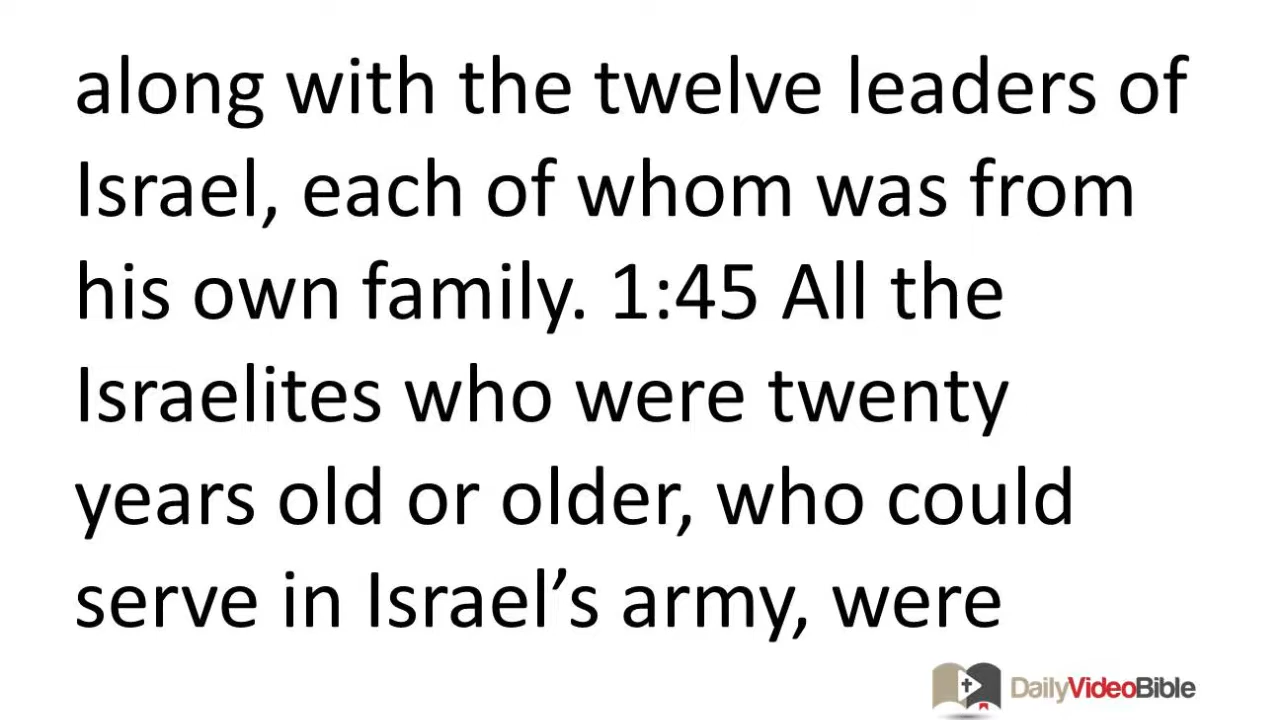 along with the twelve leaders of
Israel, each of whom was from
his own family. 1:45 All the
Israelites who were twenty
years old or older, who could
serve in Israel’s army, were
DailyVideoBible